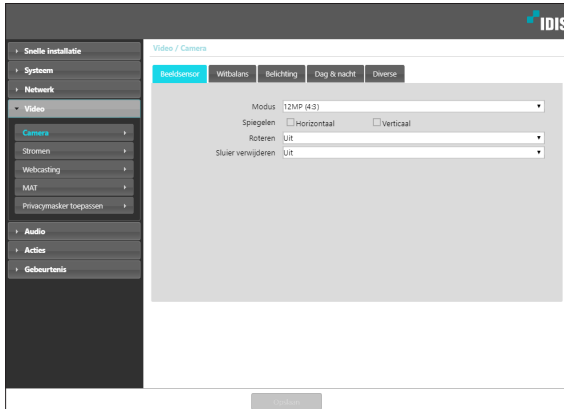 IDIS
Snelle installatie
Systeem
Netwerk
Video
Camera
Stromen
Webcasting
MAT
Privacymasker toepassen
Audio
Acties
Gebeurtenis
Video / Camera
Beeldsensor Witbalans Belichting Dag & nacht Diverse
Modus 12MP (4:3)
Spiegelen Horizontaal Verticaal
Roteren Uit
Sluier verwijderen Uit